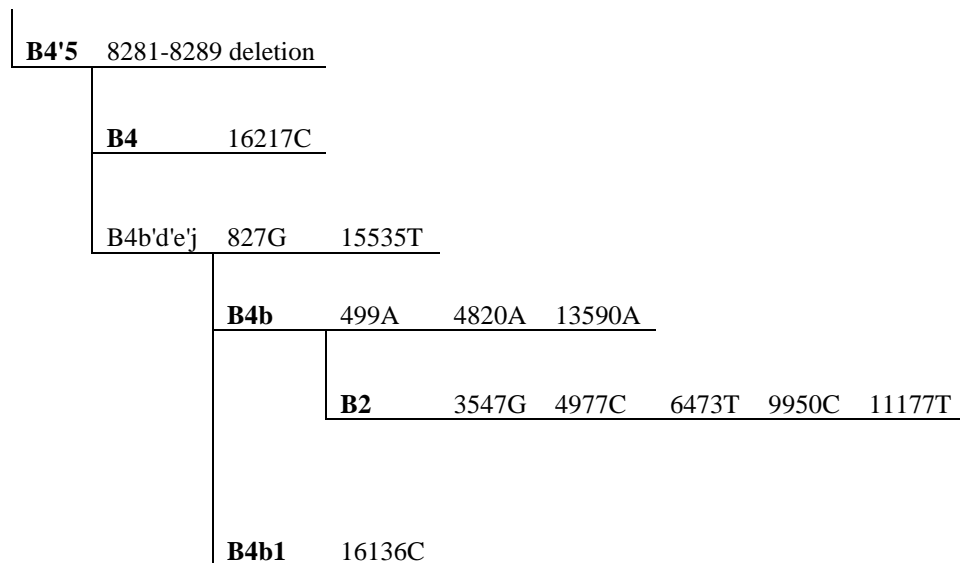 B4'5 8281-8289 deletion
B4 16217C
B4b'd'e'j 827G 15535T
B4b 499A 4820A 13590A
B2 3547G 4977C 6473T 9950C 11177T
B4b1 16136C